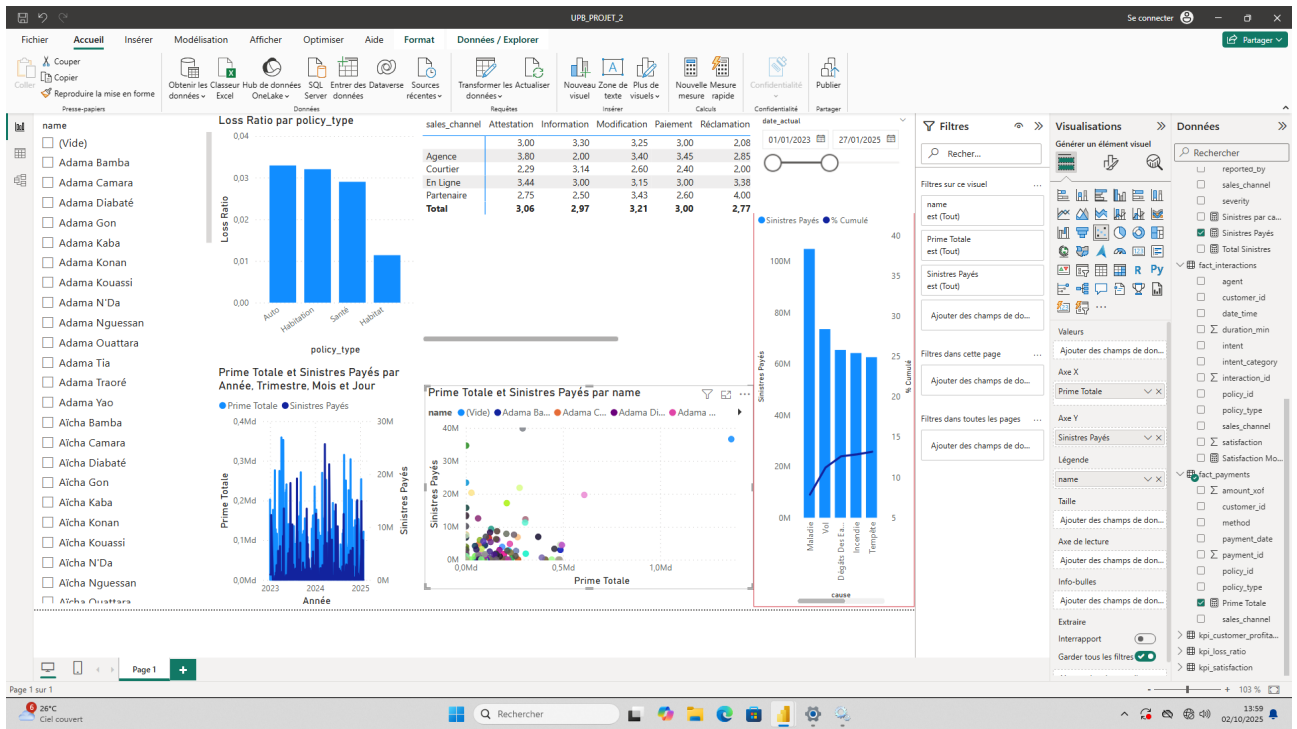 UPB_PROJET_2
Se connecter
Fichier Accueil Insérer Modélisation Afficher Optimiser Aide Format Données / Explorer
Partager
Coller
Couper
Copier
Reproduire la mise en forme
Presse-papiers
Obtenir les données
Classeur Excel
Hub de données OneLake
SQL Server
Entrer des données
Dataverse
Sources récentes
Données
Transformer les données
Actualiser
Requêtes
Nouveau visuel
Zone de texte
Plus de visuels
Insérer
Nouvelle mesure
Mesure rapide
Calculs
Confidentialité
Confidentialité
Publier
Partager
name
(Vide)
Adama Bamba
Adama Camara
Adama Diabaté
Adama Gon
Adama Kaba
Adama Konan
Adama Kouassi
Adama N'Da
Adama Nguessan
Adama Ouattara
Adama Tia
Adama Traoré
Adama Yao
Aïcha Bamba
Aïcha Camara
Aïcha Diabaté
Aïcha Gon
Aïcha Kaba
Aïcha Konan
Aïcha Kouassi
Aïcha N'Da
Aïcha Nguessan
Aïcha Ouattara
Loss Ratio par policy_type
Loss Ratio
0,04
0,03
0,02
0,01
0,00
Auto
Habitation
Santé
Habitat
policy_type
Prime Totale et Sinistres Payés par
Année, Trimestre, Mois et Jour
Prime Totale Sinistres Payés
Prime Totale
0,4Md
0,3Md
0,2Md
0,1Md
0,0Md
30M
20M
10M
0M
Sinistres Payés
2023 2024 2025
Année
sales_channel Attestation Information Modification Paiement Réclamation
3.00 3.30 3.25 3.00 2.08
Agence 3.80 2.00 3.40 3.45 2.85
Courtier 2.29 3.14 2.60 2.40 2.00
En Ligne 3.44 3.00 3.15 3.00 3.38
Partenaire 2.75 2.50 3.43 2.60 4.00
Total 3,06 2,97 3,21 3,00 2,77
Prime Totale et Sinistres Payés par name
name (Vide) Adama Ba... Adama C... Adama Di... Adama ...
Sinistres Payés
40M
30M
20M
10M
0M
0,0Md 0,5Md 1,0Md
Prime Totale
date_actual
01/01/2023 27/01/2025
Sinistres Payés % Cumulé
Sinistres Payés
100M
80M
60M
40M
20M
0M
40
35
30
25
20
15
10
5
% Cumulé
Maladie
Vol
Dégâts Des Ea...
Incendie
Tempête
cause
Filtres
Recher...
Filtres sur ce visuel ...
name
est (Tout)
Prime Totale
est (Tout)
Sinistres Payés
est (Tout)
Ajouter des champs de do...
Filtres dans cette page ...
Ajouter des champs de do...
Filtres dans toutes les pages ...
Ajouter des champs de do...
Visualisations
Générer un élément visuel
R Py
123
...
Valeurs
Ajouter des champs de don...
Axe X
Prime Totale
Axe Y
Sinistres Payés
Légende
name
Taille
Ajouter des champs de don...
Axe de lecture
Ajouter des champs de don...
Info-bulles
Ajouter des champs de don...
Extraire
Interrapport
Garder tous les filtres
Données
Rechercher
reported_by
sales_channel
severity
Sinistres par ca...
Sinistres Payés
Total Sinistres
fact_interactions
agent
customer_id
date_time
duration_min
intent
intent_category
interaction_id
policy_id
policy_type
sales_channel
satisfaction
Satisfaction Mo...
fact_payments
amount_xof
customer_id
method
payment_date
payment_id
policy_id
policy_type
Prime Totale
sales_channel
kpi_customer_profita...
kpi_loss_ratio
kpi_satisfaction
Page 1
Page 1 sur 1
103 %
6
26°C
Ciel couvert
Rechercher
13:59
02/10/2025